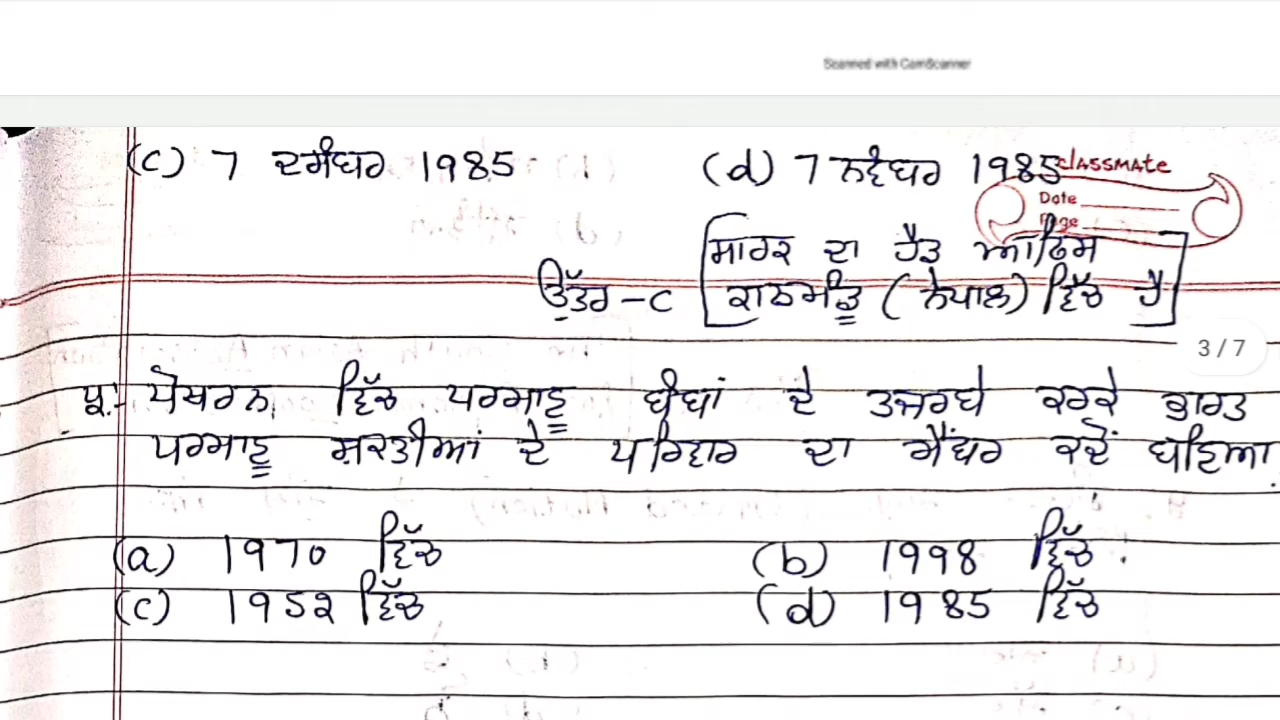 Scanned with CamScanner
(c) 7 ਦਸੰਬਰ 1985 (d) 7 ਨਵੰਬਰ 1985
CLASSMATE
Date
Page
[ਸਾਰਕ ਦਾ ਹੈਡ ਆਫਿਸ
ਉੱਤਰ -C ਕਾਠਮੰਡੂ (ਨੇਪਾਲ) ਵਿੱਚ ਹੈ]
3 / 7
ਪ੍ਰ:- ਪੋਖਰਨ ਵਿੱਚ ਪਰਮਾਣੂ ਬੰਬਾਂ ਦੇ ਤਜਰਬੇ ਕਰਕੇ ਭਾਰਤ
ਪਰਮਾਣੂ ਸ਼ਕਤੀਆਂ ਦੇ ਪਰਿਵਾਰ ਦਾ ਮੈਂਬਰ ਕਦੋਂ ਬਣਿਆ.
(a) 1970 ਵਿੱਚ (b) 1998 ਵਿੱਚ .
(c) 1952 ਵਿੱਚ (d) 1985 ਵਿੱਚ